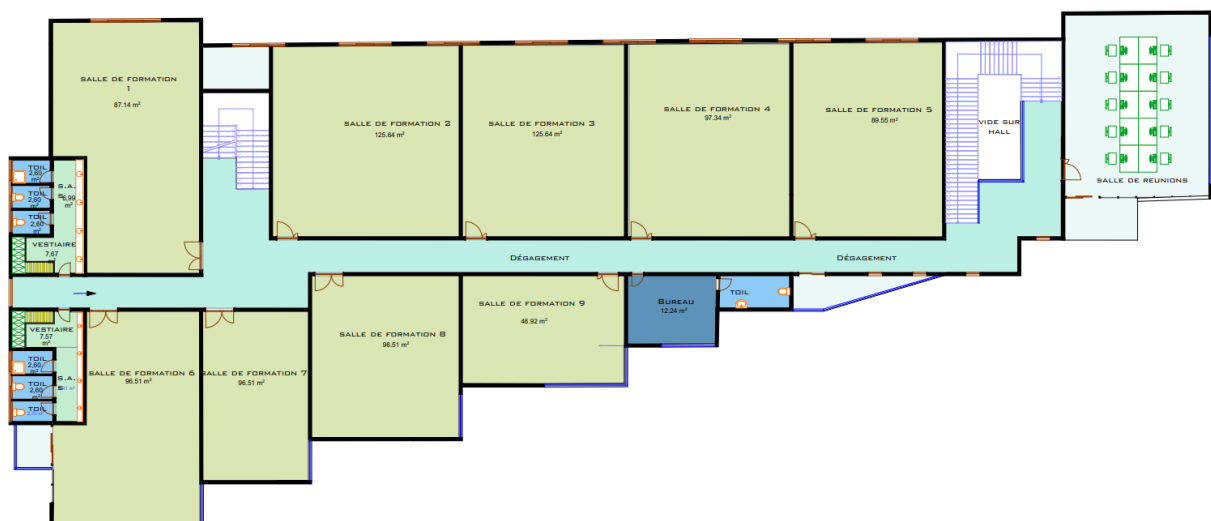 SALLE DE FORMATION
1
87.14 m²
SALLE DE FORMATION 2
125.64 m²
SALLE DE FORMATION 3
125.64 m²
SALLE DE FORMATION 4
97.34 m²
SALLE DE FORMATION 5
89.55 m²
VIDE SUR
HALL
SALLE DE REUNIONS
TOIL
2,60
m²
TOIL
2,60
m²
TOIL
2,60
m²
S.A.
S
6,99
m²
VESTIAIRE
7,67
m²
DÉGAGEMENT
DÉGAGEMENT
VESTIAIRE
7.57
m²
TOIL
2,60
m²
TOIL
2,60
m²
TOIL
S.A.
S
SALLE DE FORMATION 6
96.51 m²
SALLE DE FORMATION 7
96.51 m²
SALLE DE FORMATION 8
96.51 m²
SALLE DE FORMATION 9
46.92 m²
BUREAU
12.24 m²
TOIL